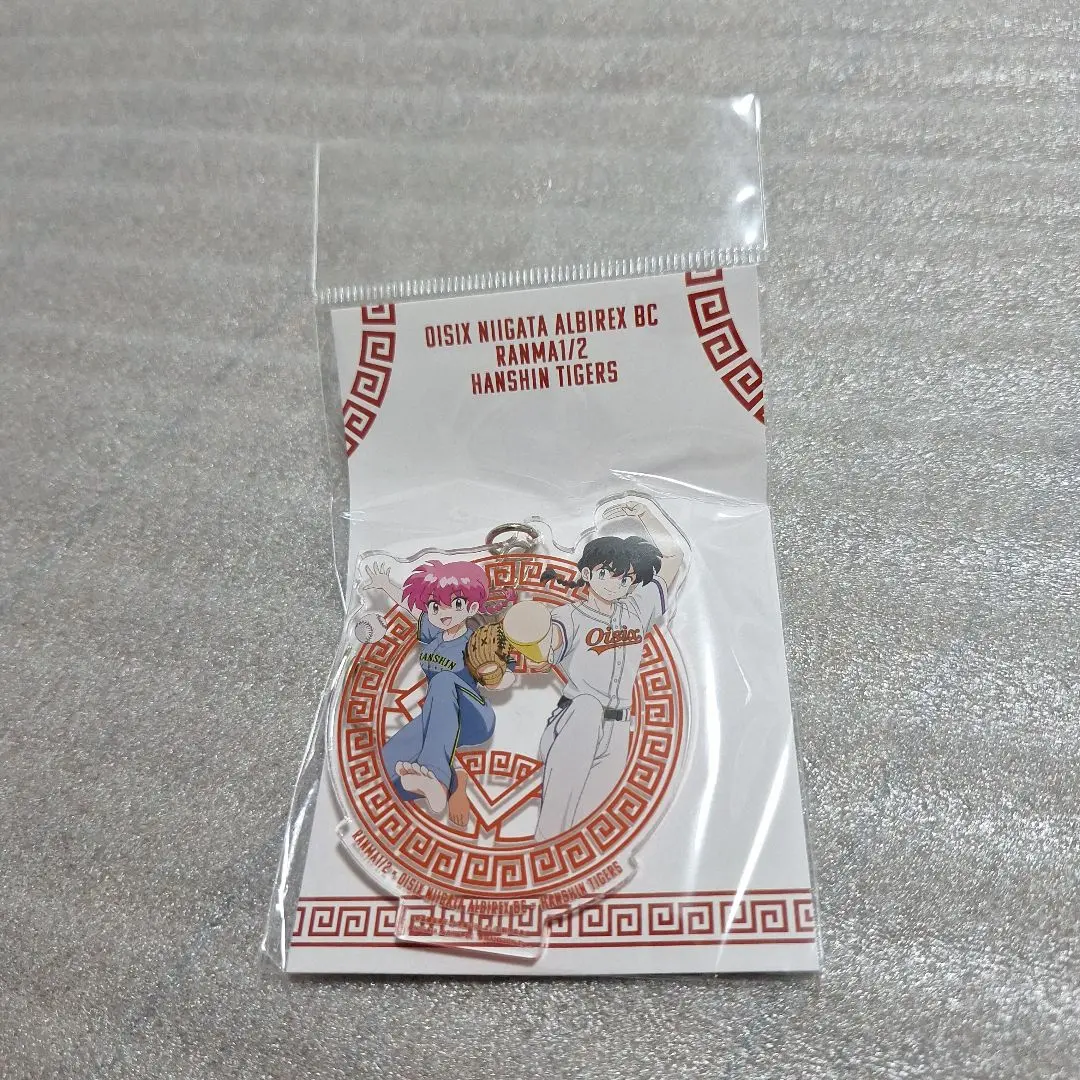 OISIX NIIGATA ALBIREX BC
RANMA1/2
HANSHIN TIGERS
HANSHIN
Oisix
RANMA1/2 × OISIX NIIGATA ALBIREX BC × HANSHIN TIGERS